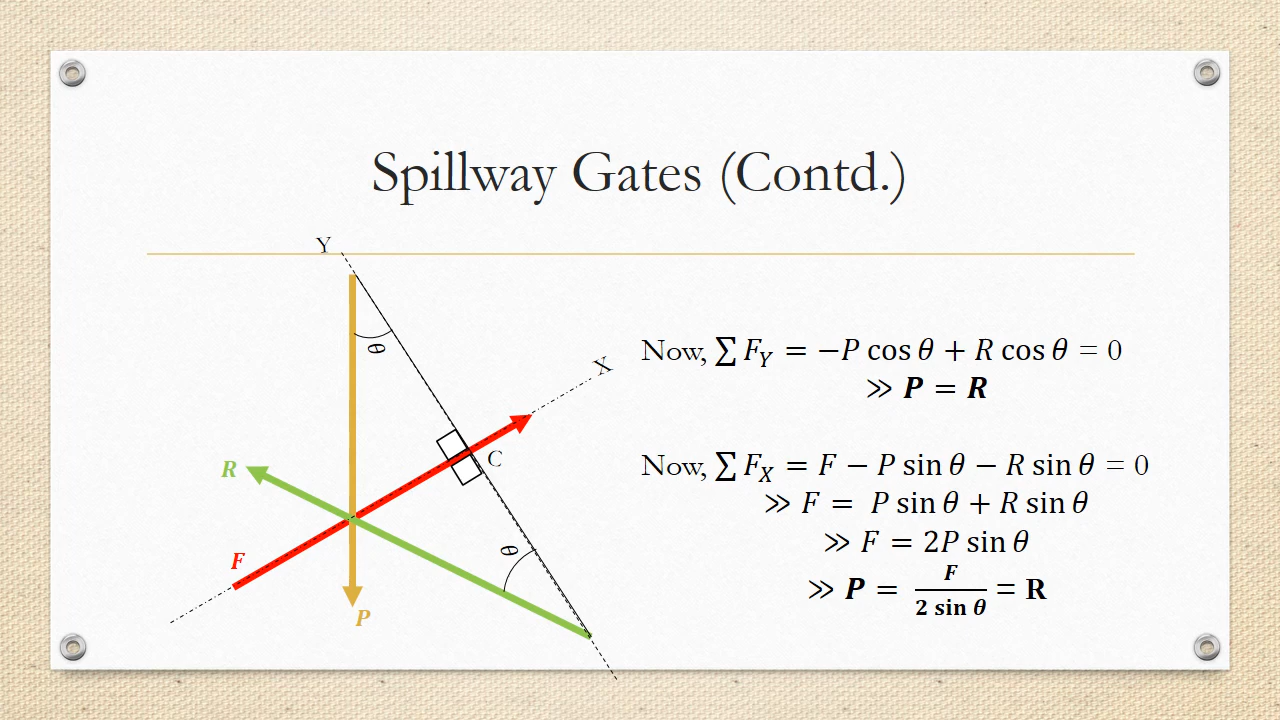 Spillway Gates (Contd.)
Y
θ
X
C
R
θ
F
P
Now, ∑ F_Y = −P cos θ + R cos θ = 0
≫ P = R
Now, ∑ F_X = F − P sin θ − R sin θ = 0
≫ F = P sin θ + R sin θ
≫ F = 2P sin θ
≫ P = F / 2 sin θ = R